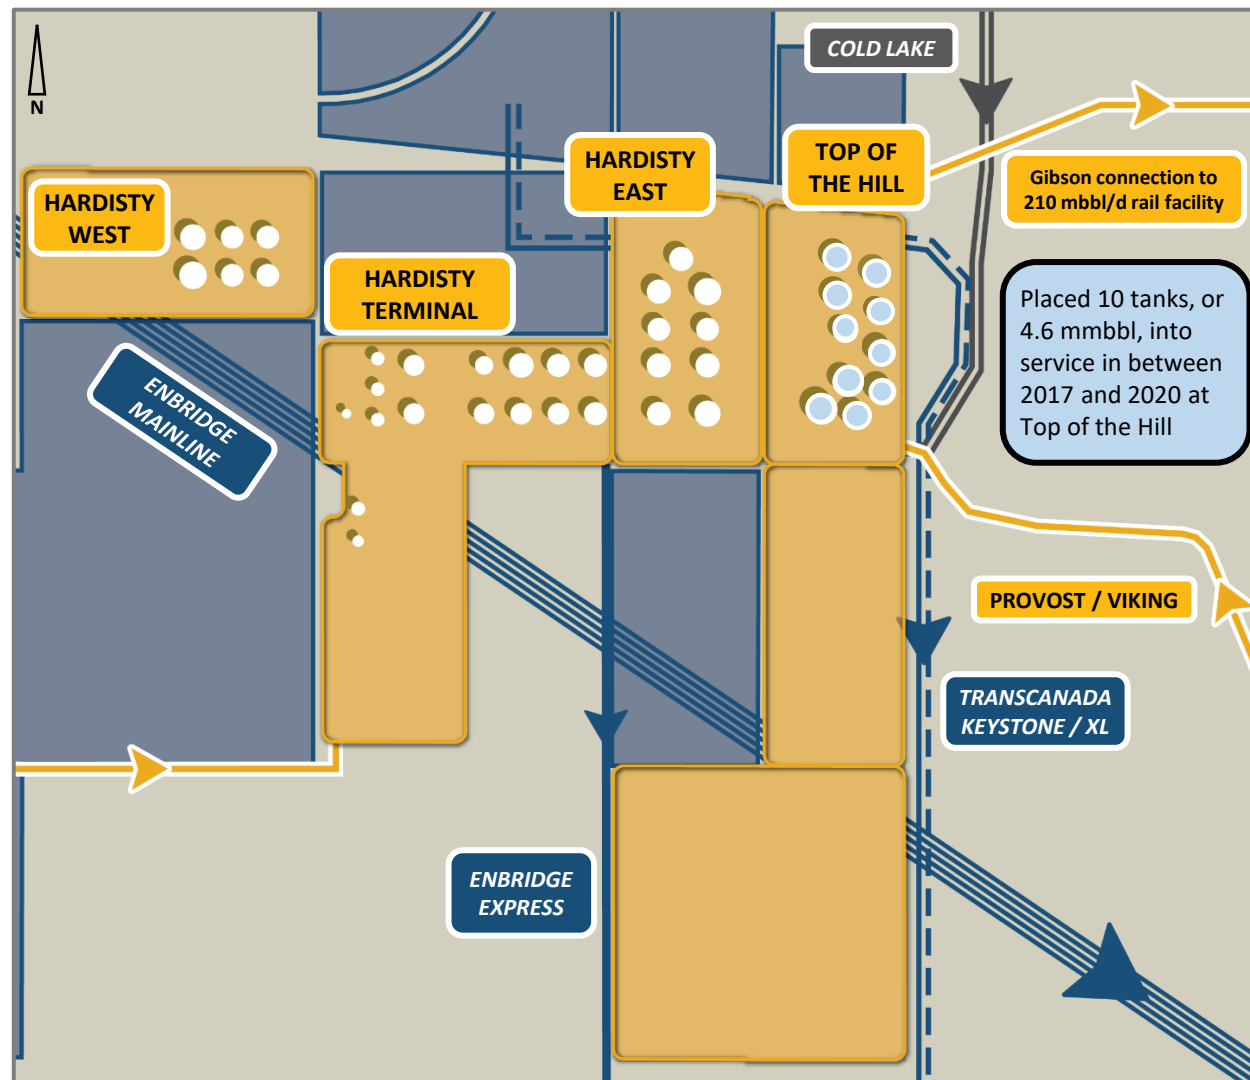 COLD LAKE
N
HARDISTY
EAST
TOP OF
THE HILL
Gibson connection to
210 mbbl/d rail facility
HARDISTY
WEST
HARDISTY
TERMINAL
Placed 10 tanks, or
4.6 mmbbl, into
service in between
2017 and 2020 at
Top of the Hill
ENBRIDGE
MAINLINE
PROVOST / VIKING
TRANSCANADA
KEYSTONE / XL
ENBRIDGE
EXPRESS